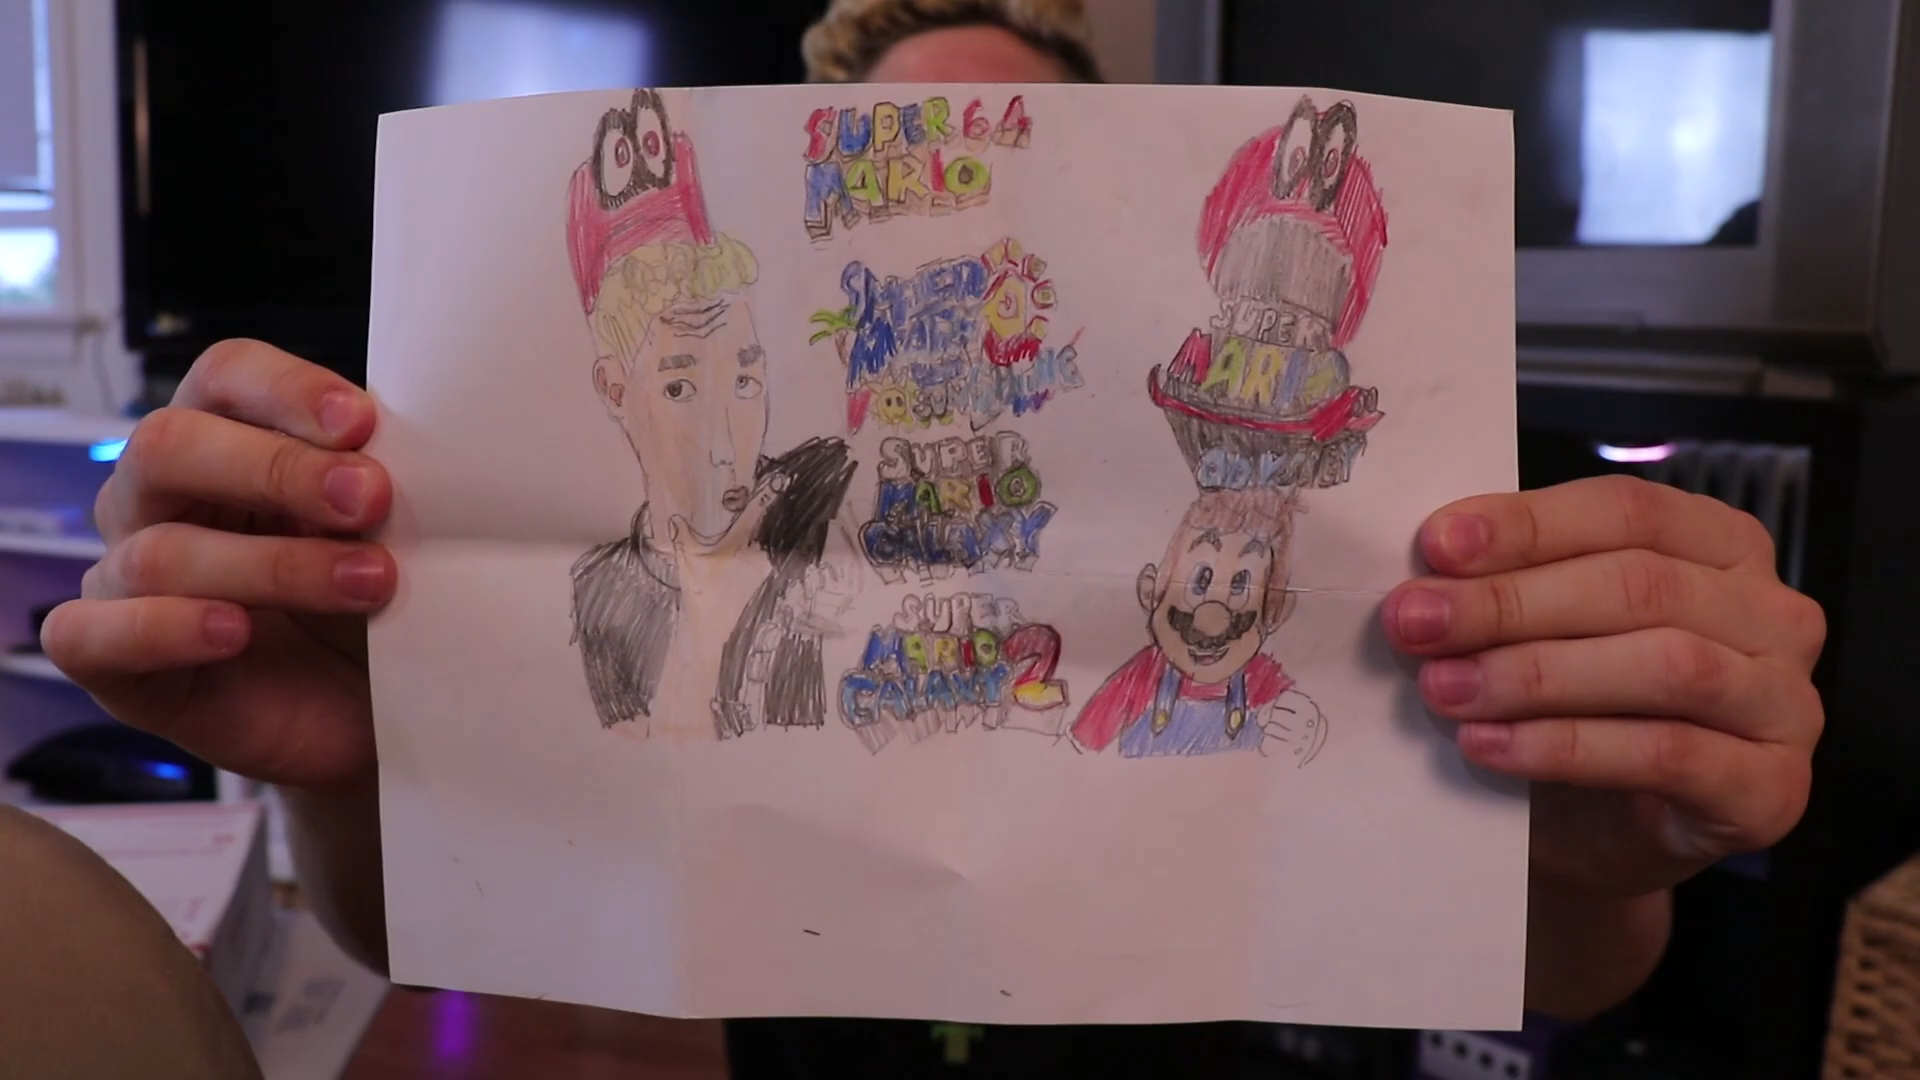 SUPER 64
MARIO
SUPER
MARIO
SUNSHINE
SUPER
MARIO
GALAXY
SUPER
MARIO 2
GALAXY
SUPER
MARIO
ODYSSEY